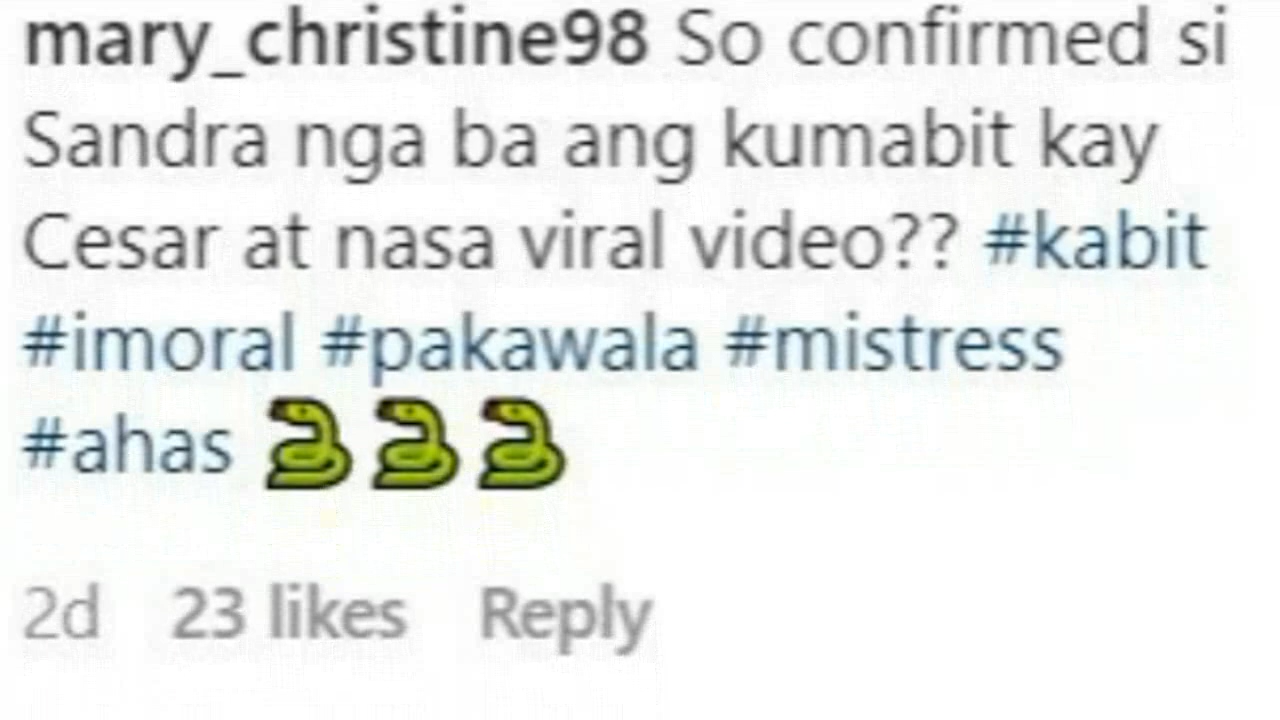 mary_christine98 So confirmed si
Sandra nga ba ang kumabit kay
Cesar at nasa viral video?? #kabit
#imoral #pakawala #mistress
#ahas 🐍🐍🐍
2d 23 likes Reply